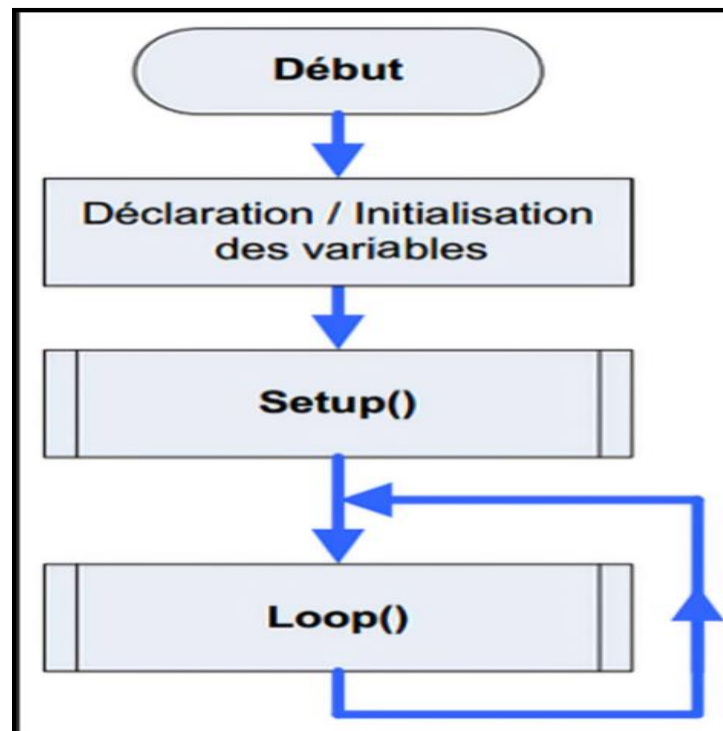 Début
Déclaration / Initialisation
des variables
Setup()
Loop()